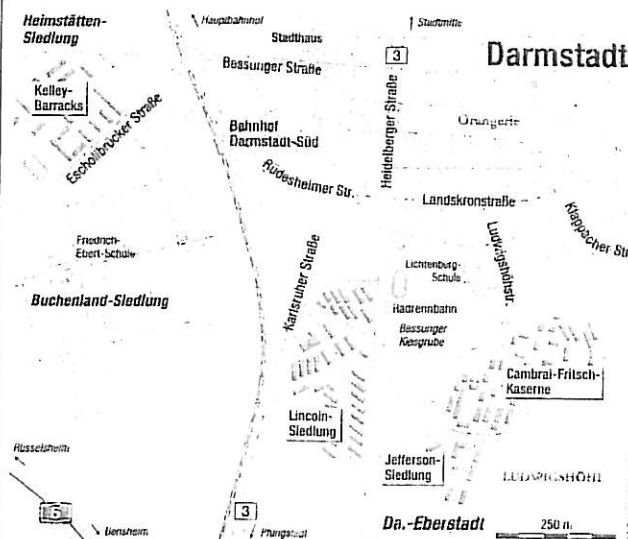 Heimstätten-
Siedlung
Hauptbahnhof
Stadtmitte
Stadthaus
3
Darmstadt
Bessunger Straße
Kelley-
Barracks
Eschollbrücker Straße
Heidelberger Straße
Orangerie
Bahnhof
Darmstadt-Süd
Rüdesheimer Str.
Landskronstraße
Klappacher Str
Friedrich-
Ebert-Schule
Karlsruher Straße
Ludwigshöhstr.
Lichtenberg-
Schule
Buchenland-Siedlung
Radrennbahn
Bessunger
Kiesgrube
Cambrai-Fritsch-
Kaserne
Lincoln-
Siedlung
Jefferson-
Siedlung
Rüsselsheim
LUDWIGSHÖHE
5
3
Bensheim
Pfungstadt
Da.-Eberstadt
250 m